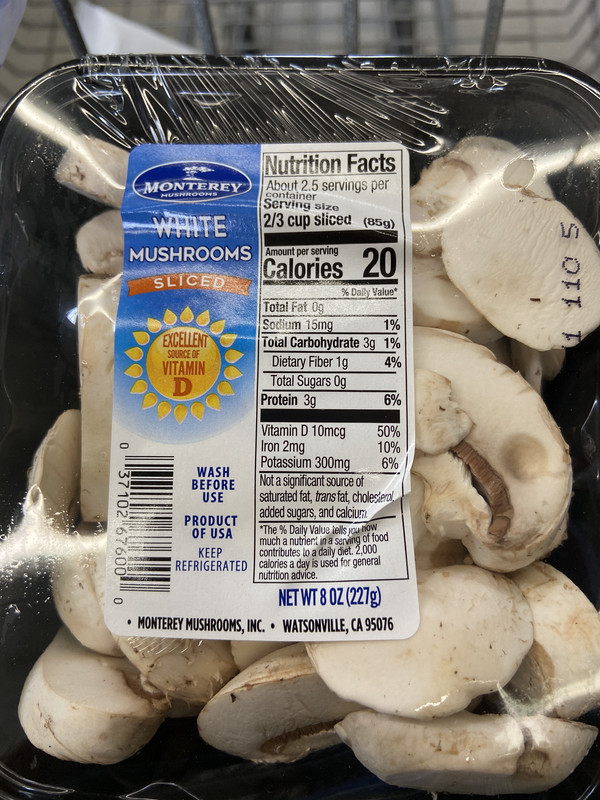 MONTEREY
MUSHROOMS
WHITE
MUSHROOMS
SLICED
EXCELLENT
SOURCE OF
VITAMIN
D
WASH
BEFORE
USE
PRODUCT
OF USA
KEEP
REFRIGERATED
0 37102 67600 0
Nutrition Facts
About 2.5 servings per
container
Serving size
2/3 cup sliced (85g)
Amount per serving
Calories 20
% Daily Value*
Total Fat 0g
Sodium 15mg 1%
Total Carbohydrate 3g 1%
Dietary Fiber 1g 4%
Total Sugars 0g
Protein 3g 6%
Vitamin D 10mcg 50%
Iron 2mg 10%
Potassium 300mg 6%
Not a significant source of
saturated fat, trans fat, cholesterol,
added sugars, and calcium
*The % Daily Value tells you how
much a nutrient in a serving of food
contributes to a daily diet. 2,000
calories a day is used for general
nutrition advice.
NET WT 8 OZ (227g)
• MONTEREY MUSHROOMS, INC. • WATSONVILLE, CA 95076
1 110 5